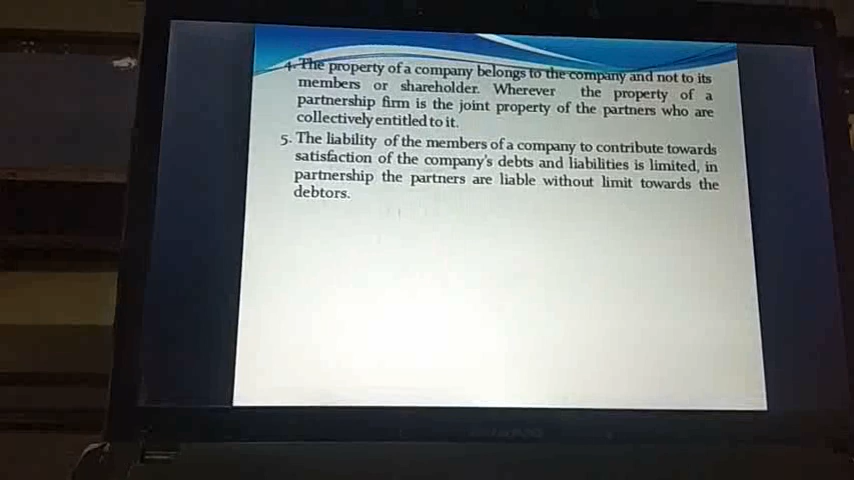 4. The property of a company belongs to the company and not to its
members or shareholder. Wherever the property of a
partnership firm is the joint property of the partners who are
collectively entitled to it.
5. The liability of the members of a company to contribute towards
satisfaction of the company's debts and liabilities is limited, in
partnership the partners are liable without limit towards the
debtors.